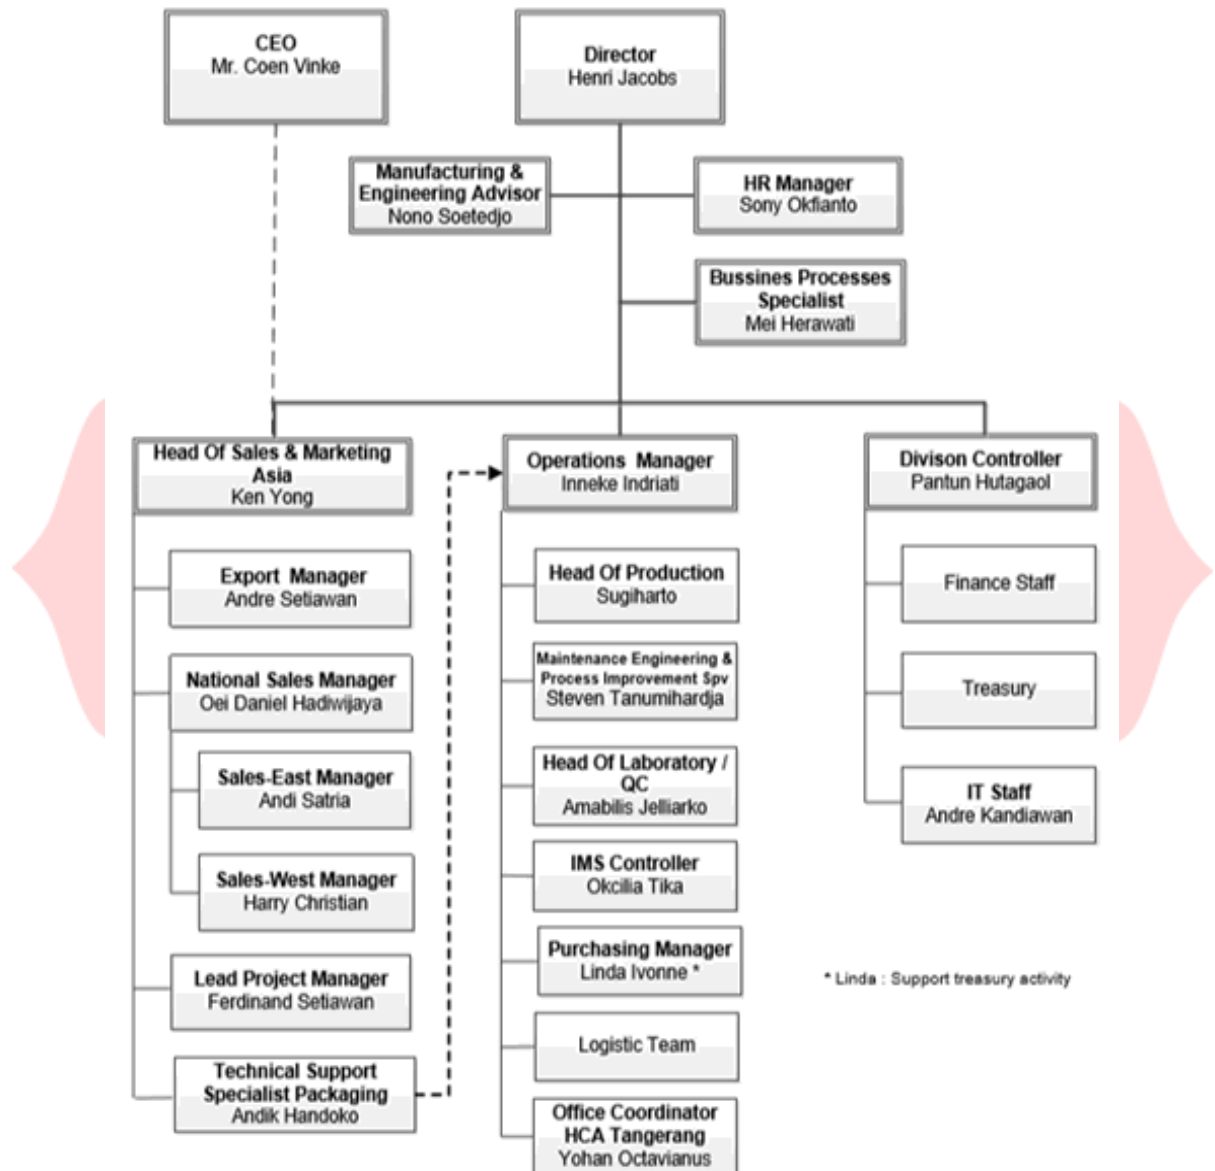 CEO
Mr. Coen Vinke
Director
Henri Jacobs
Manufacturing &
Engineering Advisor
Nono Soetedjo
HR Manager
Sony Okfianto
Bussines Processes
Specialist
Mei Herawati
Head Of Sales & Marketing
Asia
Ken Yong
Export Manager
Andre Setiawan
National Sales Manager
Oei Daniel Hadiwijaya
Sales-East Manager
Andi Satria
Sales-West Manager
Harry Christian
Lead Project Manager
Ferdinand Setiawan
Technical Support
Specialist Packaging
Andik Handoko
Operations Manager
Inneke Indriati
Head Of Production
Sugiharto
Maintenance Engineering &
Process Improvement Spv
Steven Tanumihardja
Head Of Laboratory /
QC
Amabilis Jelliarko
IMS Controller
Okcilia Tika
Purchasing Manager
Linda Ivonne *
Logistic Team
Office Coordinator
HCA Tangerang
Yohan Octavianus
Divison Controller
Pantun Hutagaol
Finance Staff
Treasury
IT Staff
Andre Kandiawan
* Linda : Support treasury activity